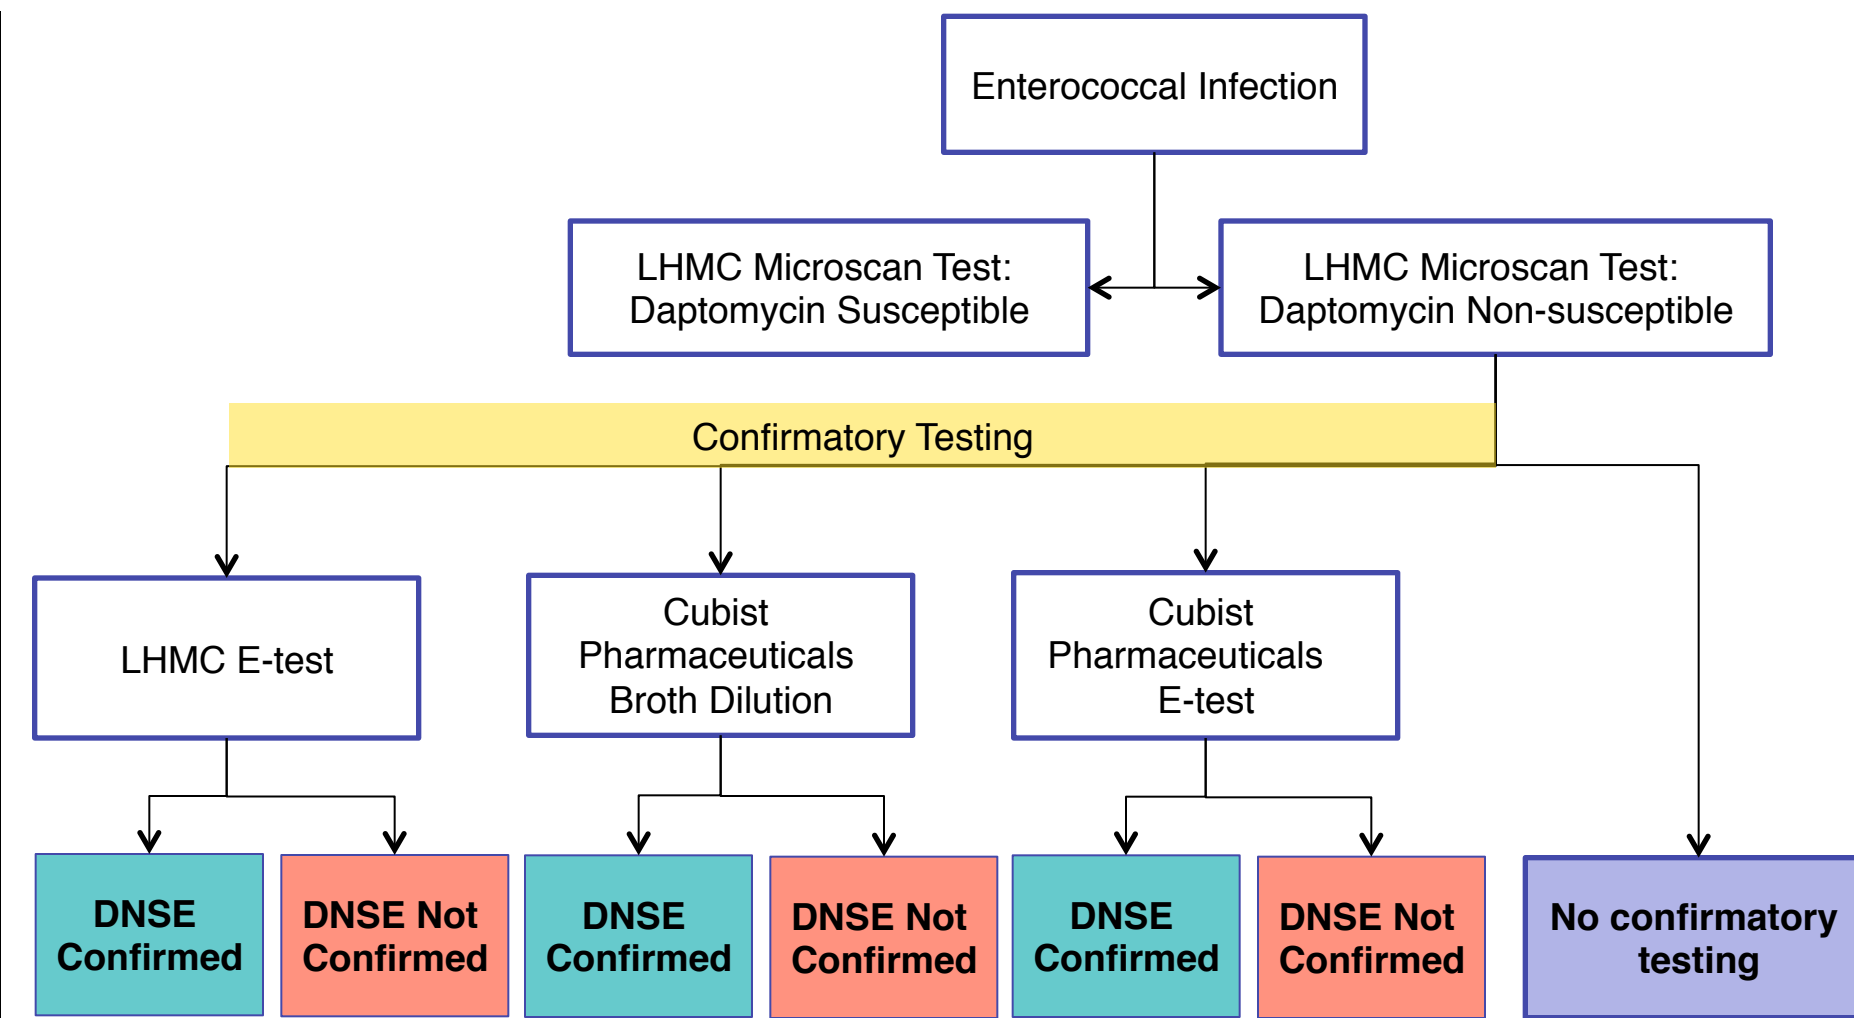 Enterococcal Infection
LHMC Microscan Test:
Daptomycin Susceptible
LHMC Microscan Test:
Daptomycin Non-susceptible
Confirmatory Testing
LHMC E-test
Cubist
Pharmaceuticals
Broth Dilution
Cubist
Pharmaceuticals
E-test
DNSE
Confirmed
DNSE Not
Confirmed
DNSE
Confirmed
DNSE Not
Confirmed
DNSE
Confirmed
DNSE Not
Confirmed
No confirmatory
testing